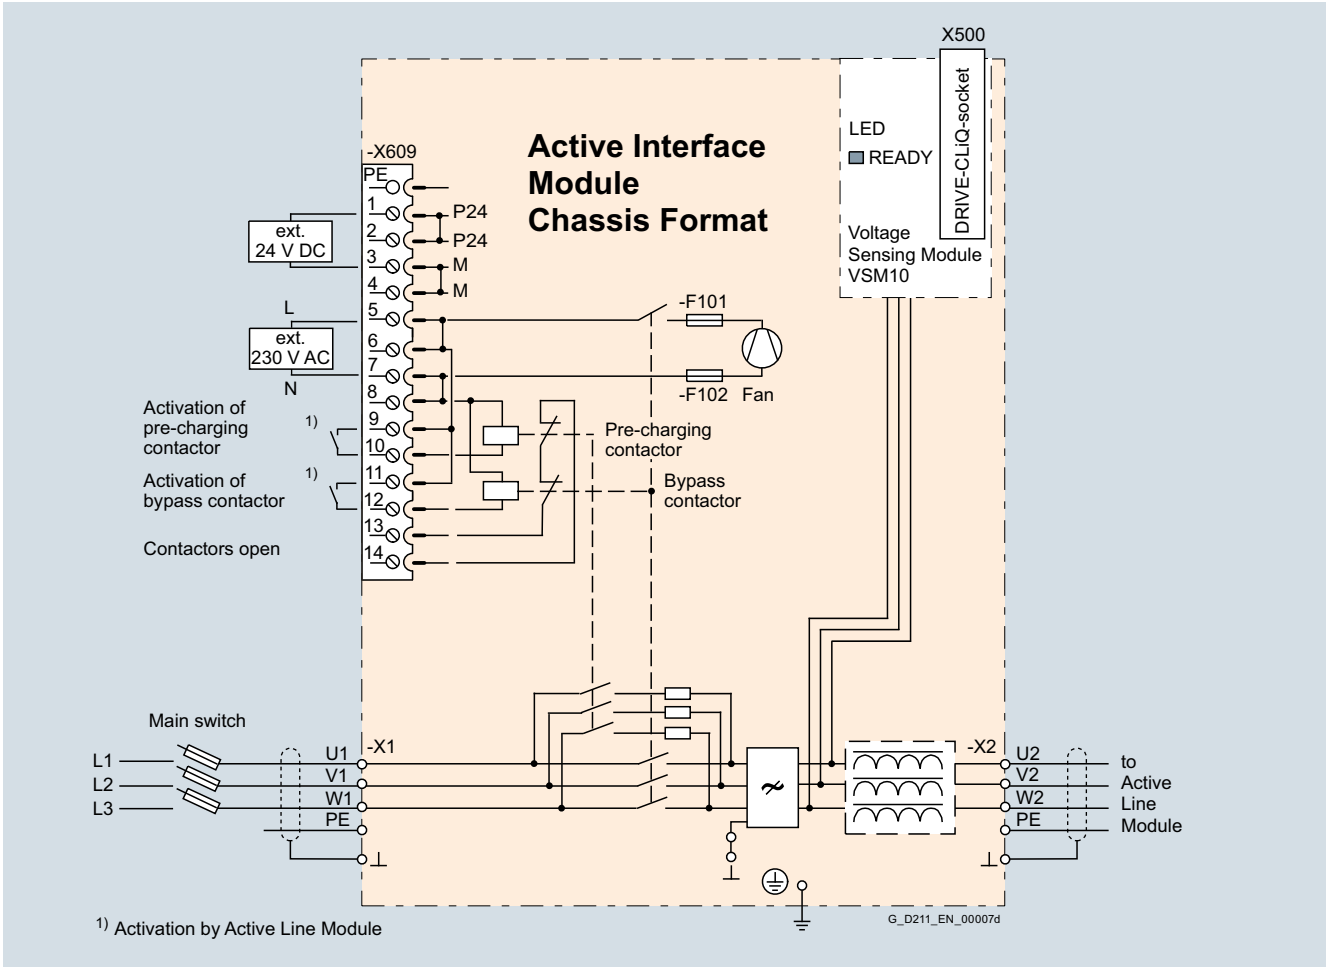 X500
DRIVE-CLiQ-socket
LED
READY
Voltage
Sensing Module
VSM10
Active Interface
Module
Chassis Format
-X609
PE
1
P24
2
P24
3
M
4
M
5
6
7
8
9
10
11
12
13
14
ext.
24 V DC
L
ext.
230 V AC
N
-F101
-F102
Fan
Activation of
pre-charging
contactor
1)
Activation of
bypass contactor
1)
Contactors open
Pre-charging
contactor
Bypass
contactor
Main switch
L1
L2
L3
U1
V1
W1
PE
-X1
-X2
U2
V2
W2
PE
to
Active
Line
Module
≈
G_D211_EN_00007d
1) Activation by Active Line Module